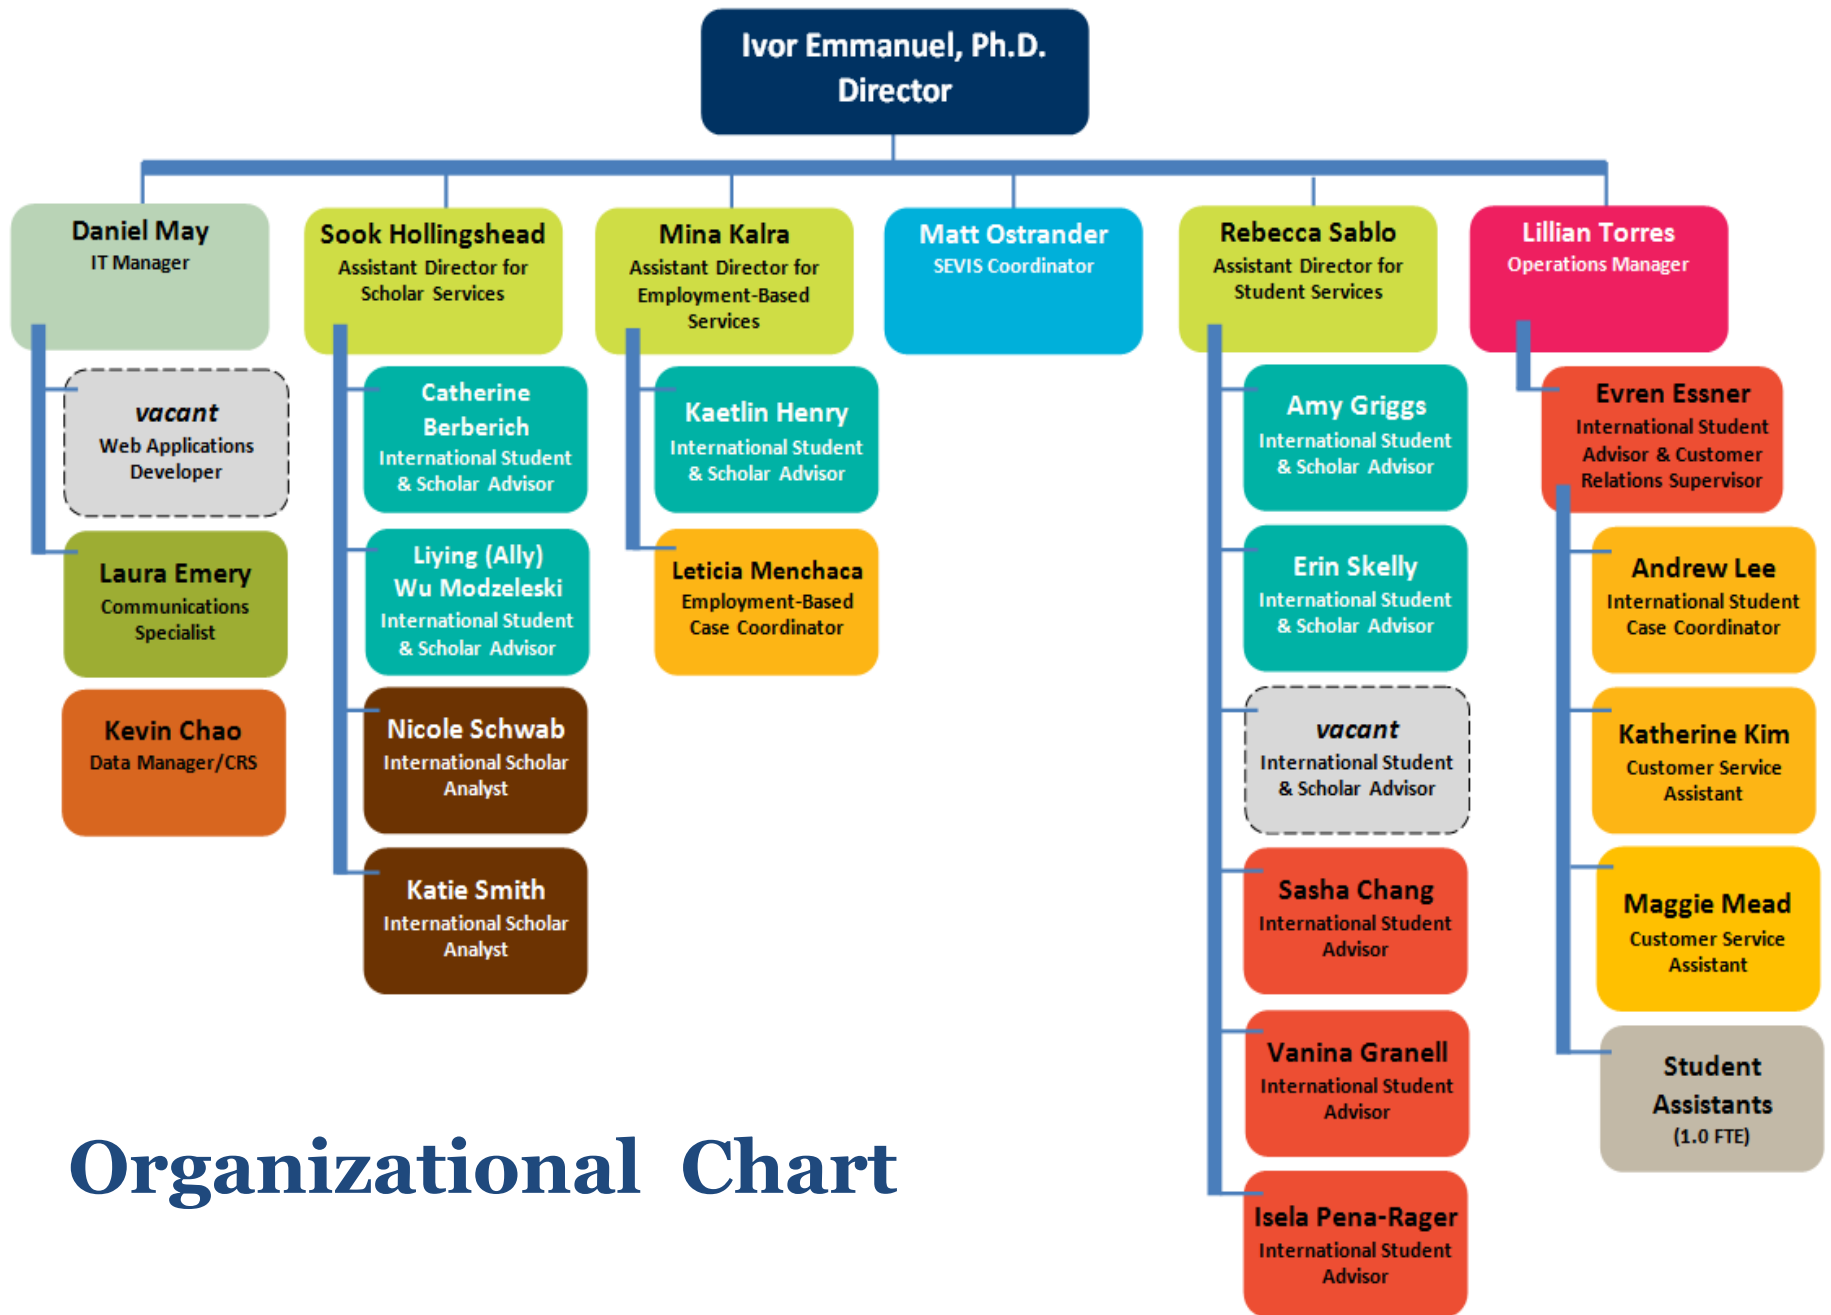 Ivor Emmanuel, Ph.D.
Director
Daniel May
IT Manager
vacant
Web Applications
Developer
Laura Emery
Communications
Specialist
Kevin Chao
Data Manager/CRS
Sook Hollingshead
Assistant Director for
Scholar Services
Catherine
Berberich
International Student
& Scholar Advisor
Liying (Ally)
Wu Modzeleski
International Student
& Scholar Advisor
Nicole Schwab
International Scholar
Analyst
Katie Smith
International Scholar
Analyst
Mina Kalra
Assistant Director for
Employment-Based
Services
Kaetlin Henry
International Student
& Scholar Advisor
Leticia Menchaca
Employment-Based
Case Coordinator
Matt Ostrander
SEVIS Coordinator
Rebecca Sablo
Assistant Director for
Student Services
Amy Griggs
International Student
& Scholar Advisor
Erin Skelly
International Student
& Scholar Advisor
vacant
International Student
& Scholar Advisor
Sasha Chang
International Student
Advisor
Vanina Granell
International Student
Advisor
Isela Pena-Rager
International Student
Advisor
Lillian Torres
Operations Manager
Evren Essner
International Student
Advisor & Customer
Relations Supervisor
Andrew Lee
International Student
Case Coordinator
Katherine Kim
Customer Service
Assistant
Maggie Mead
Customer Service
Assistant
Student
Assistants
(1.0 FTE)
Organizational Chart